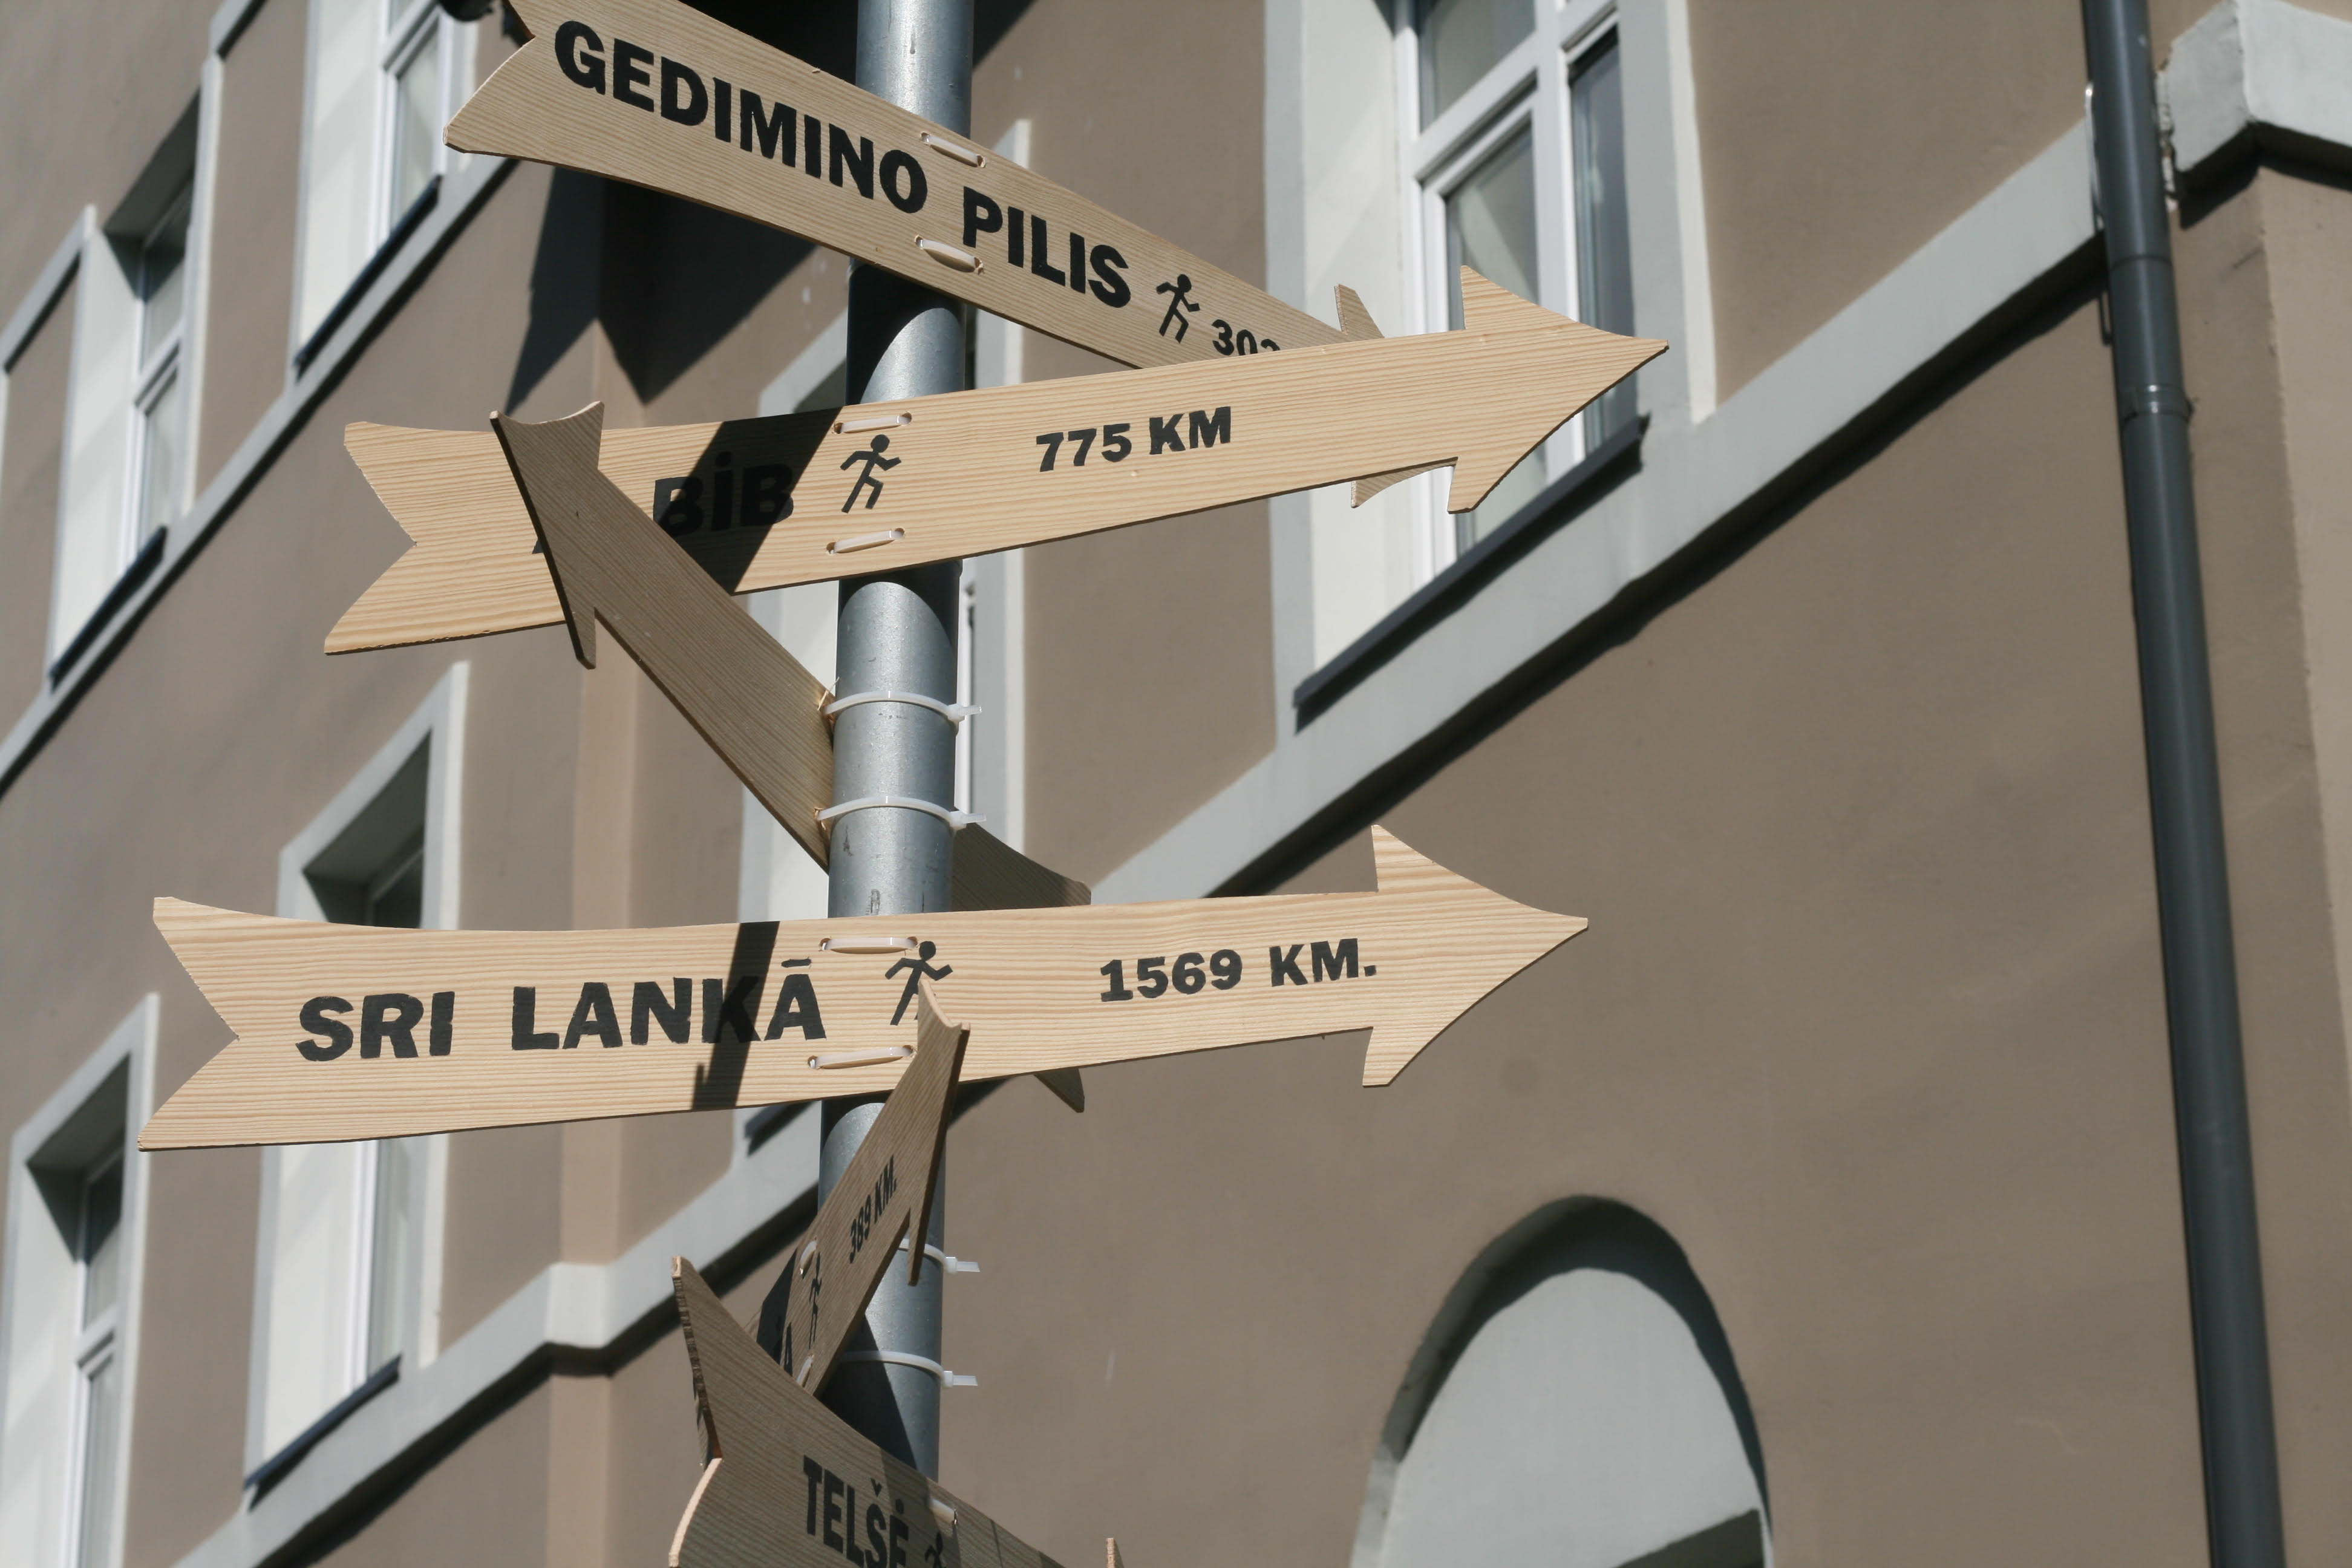 GEDIMINO PILIS
BİB 775 KM
SRI LANKĀ 1569 KM.
389 KM.
TELŠĖ